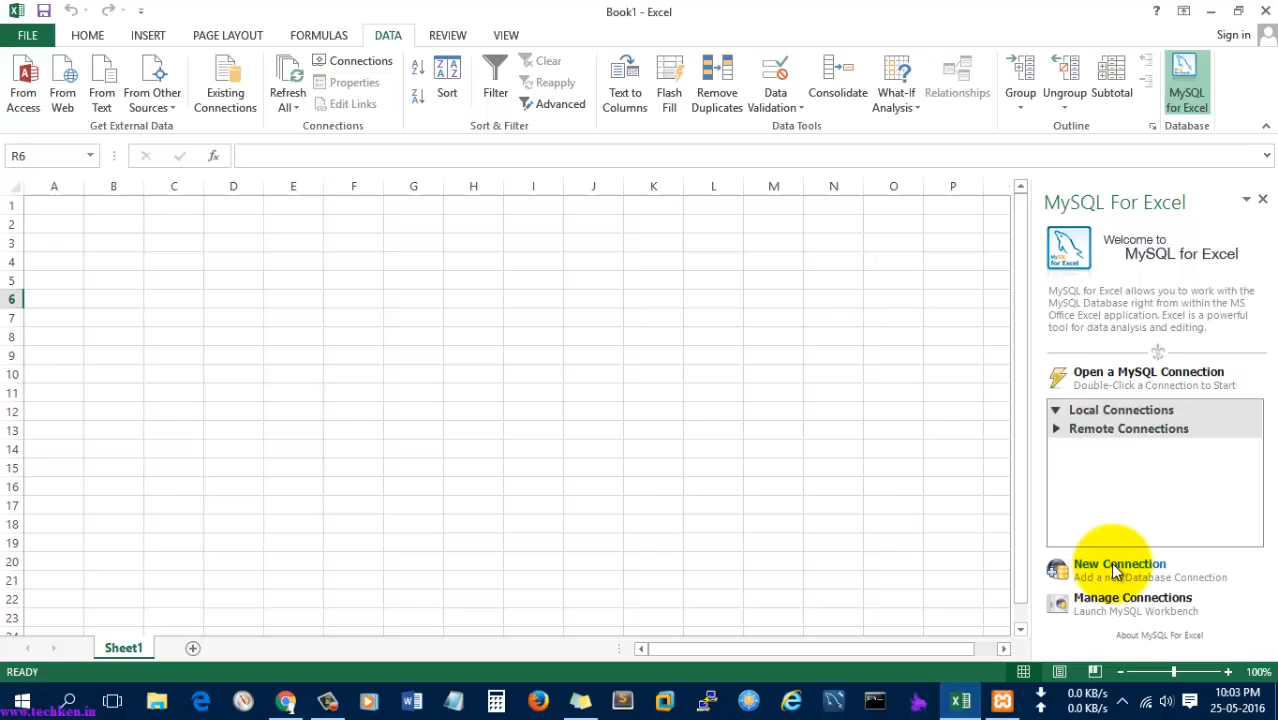 Book1 - Excel
?
FILE HOME INSERT PAGE LAYOUT FORMULAS DATA REVIEW VIEW Sign in
From Access
From Web
From Text
From Other Sources
Existing Connections
Get External Data
Refresh All
Connections
Properties
Edit Links
Connections
Sort
Filter
Clear
Reapply
Advanced
Sort & Filter
Text to Columns
Flash Fill
Remove Duplicates
Data Validation
Consolidate
What-If Analysis
Relationships
Data Tools
Group
Ungroup
Subtotal
Outline
MySQL for Excel
Database
R6 fx
A B C D E F G H I J K L M N O P
1
2
3
4
5
6
7
8
9
10
11
12
13
14
15
16
17
18
19
20
21
22
23
24
MySQL For Excel
Welcome to
MySQL for Excel
MySQL for Excel allows you to work with the
MySQL Database right from within the MS
Office Excel application. Excel is a powerful
tool for data analysis and editing.
Open a MySQL Connection
Double-Click a Connection to Start
Local Connections
Remote Connections
New Connection
Add a new Database Connection
Manage Connections
Launch MySQL Workbench
About MySQL For Excel
Sheet1
READY 100%
0.0 KB/s
0.0 KB/s
10:03 PM
25-05-2016
www.techken.in